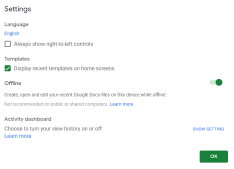 Settings
Language
English
Always show right-to-left controls
Templates
Display recent templates on home screens
Offline
Create, open and edit your recent Google Docs files on this device while offline.
Not recommended on public or shared computers. Learn more
Activity dashboard
Choose to turn your view history on or off
SHOW SETTING
Learn more
OK